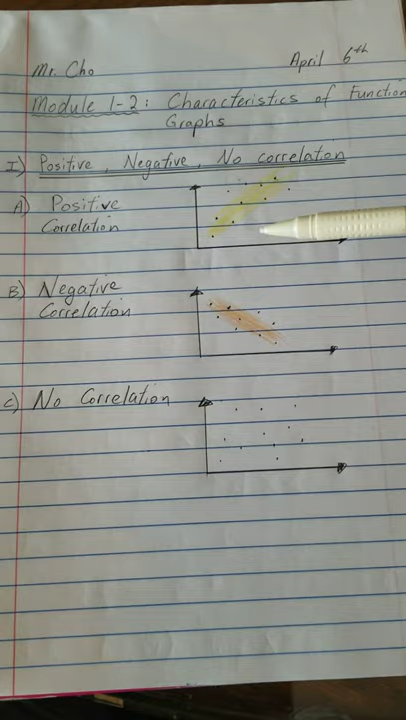 Mr. Cho
April 6th
Module 1-2: Characteristics of Function
Graphs
I) Positive, Negative, No correlation
A) Positive
Correlation
B) Negative
Correlation
C) No Correlation